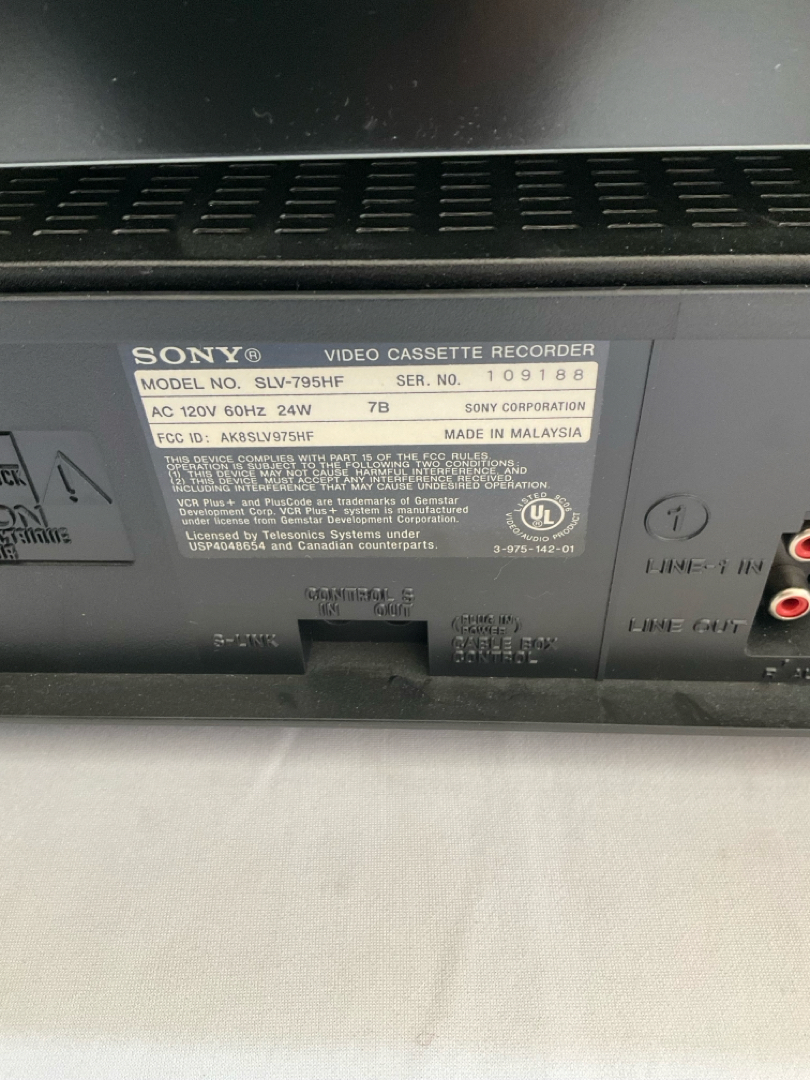 SONY® VIDEO CASSETTE RECORDER
MODEL NO. SLV-795HF SER. NO. 109188
AC 120V 60Hz 24W 7B SONY CORPORATION
FCC ID: AK8SLV975HF MADE IN MALAYSIA
THIS DEVICE COMPLIES WITH PART 15 OF THE FCC RULES.
OPERATION IS SUBJECT TO THE FOLLOWING TWO CONDITIONS:
(1) THIS DEVICE MAY NOT CAUSE HARMFUL INTERFERENCE, AND
(2) THIS DEVICE MUST ACCEPT ANY INTERFERENCE RECEIVED,
INCLUDING INTERFERENCE THAT MAY CAUSE UNDESIRED OPERATION.
VCR Plus+ and PlusCode are trademarks of Gemstar
Development Corp. VCR Plus+ system is manufactured
under license from Gemstar Development Corporation.
Licensed by Telesonics Systems under
USP4048654 and Canadian counterparts.
LISTED 9C06
UL
VIDEO/AUDIO PRODUCT
3-975-142-01
!
1
LINE-1 IN
LINE OUT
CONTROL S
IN OUT
S-LINK
(PLUG IN
POWER)
CABLE BOX
CONTROL